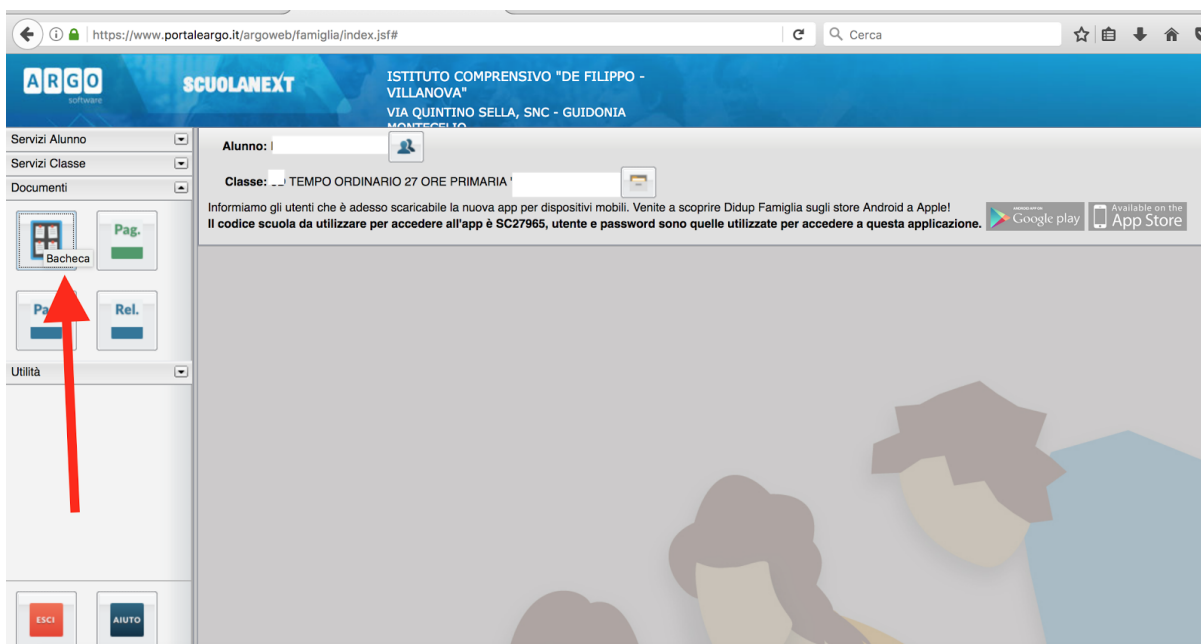 https://www.portaleargo.it/argoweb/famiglia/index.jsf#
Cerca
ARGO
software
SCUOLANEXT
ISTITUTO COMPRENSIVO "DE FILIPPO -
VILLANOVA"
VIA QUINTINO SELLA, SNC - GUIDONIA
MONTECELIO
Servizi Alunno
Servizi Classe
Documenti
Alunno:
Classe: TEMPO ORDINARIO 27 ORE PRIMARIA
Informiamo gli utenti che è adesso scaricabile la nuova app per dispositivi mobili. Venite a scoprire Didup Famiglia sugli store Android a Apple!
Il codice scuola da utilizzare per accedere all'app è SC27965, utente e password sono quelle utilizzate per accedere a questa applicazione.
ANDROID APP ON
Google play
Available on the
App Store
Pag.
Bacheca
Rel.
Utilità
ESCI
AIUTO